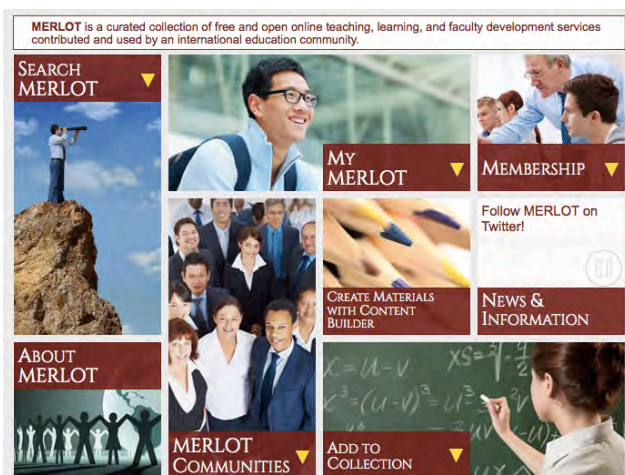 MERLOT is a curated collection of free and open online teaching, learning, and faculty development services
contributed and used by an international education community.
SEARCH
MERLOT
MY
MERLOT
MEMBERSHIP
CREATE MATERIALS
WITH CONTENT
BUILDER
Follow MERLOT on
Twitter!
NEWS &
INFORMATION
ABOUT
MERLOT
MERLOT
COMMUNITIES
ADD TO
COLLECTION